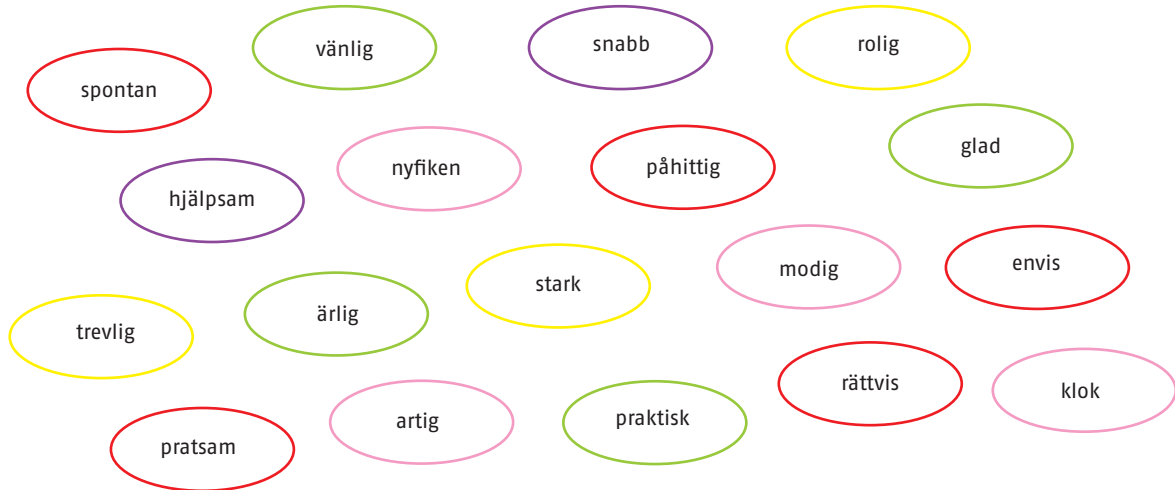 vänlig
snabb
rolig
spontan
glad
nyfiken
påhittig
hjälpsam
modig
envis
stark
ärlig
trevlig
rättvis
klok
artig
praktisk
pratsam